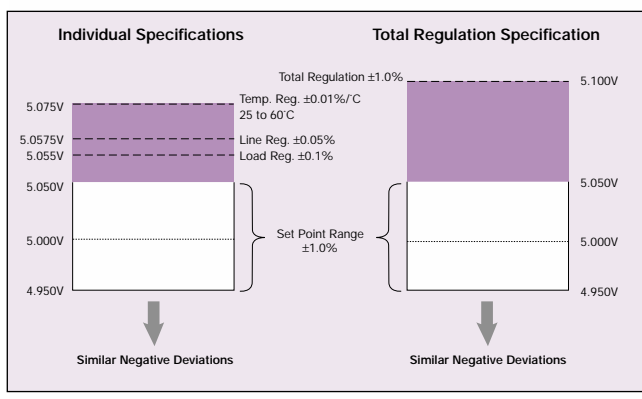 Individual Specifications
Total Regulation Specification
Total Regulation ±1.0%
5.100V
5.075V
Temp. Reg. ±0.01%/˚C
25 to 60˚C
5.0575V
Line Reg. ±0.05%
5.055V
Load Reg. ±0.1%
5.050V
5.050V
Set Point Range
±1.0%
5.000V
5.000V
4.950V
4.950V
Similar Negative Deviations
Similar Negative Deviations